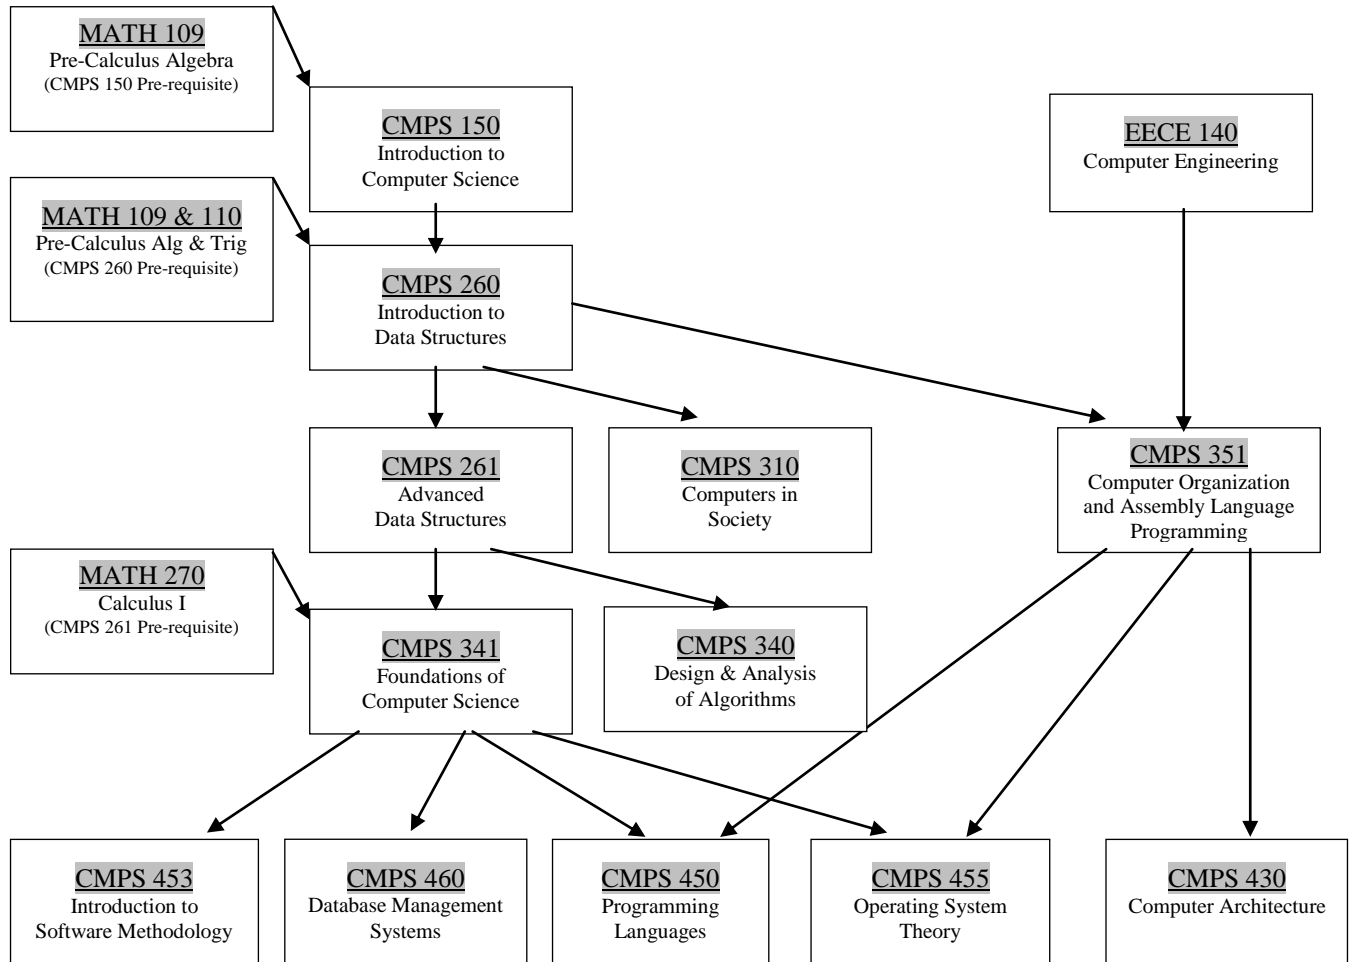 MATH 109
Pre-Calculus Algebra
(CMPS 150 Pre-requisite)
CMPS 150
Introduction to
Computer Science
EECE 140
Computer Engineering
MATH 109 & 110
Pre-Calculus Alg & Trig
(CMPS 260 Pre-requisite)
CMPS 260
Introduction to
Data Structures
CMPS 261
Advanced
Data Structures
CMPS 310
Computers in
Society
CMPS 351
Computer Organization
and Assembly Language
Programming
MATH 270
Calculus I
(CMPS 261 Pre-requisite)
CMPS 341
Foundations of
Computer Science
CMPS 340
Design & Analysis
of Algorithms
CMPS 453
Introduction to
Software Methodology
CMPS 460
Database Management
Systems
CMPS 450
Programming
Languages
CMPS 455
Operating System
Theory
CMPS 430
Computer Architecture